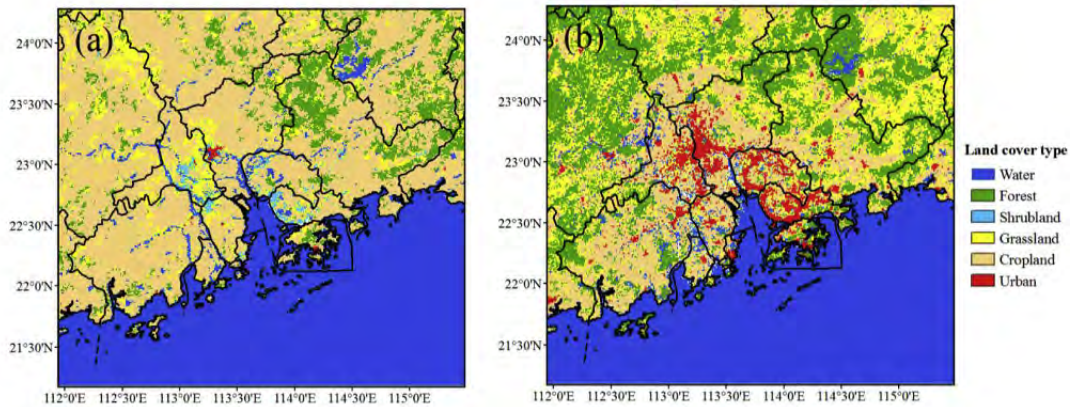 (a)
24°0'N
23°30'N
23°0'N
22°30'N
22°0'N
21°30'N
112°0'E 112°30'E 113°0'E 113°30'E 114°0'E 114°30'E 115°0'E
(b)
24°0'N
23°30'N
23°0'N
22°30'N
22°0'N
21°30'N
112°0'E 112°30'E 113°0'E 113°30'E 114°0'E 114°30'E 115°0'E
Land cover type
Water
Forest
Shrubland
Grassland
Cropland
Urban